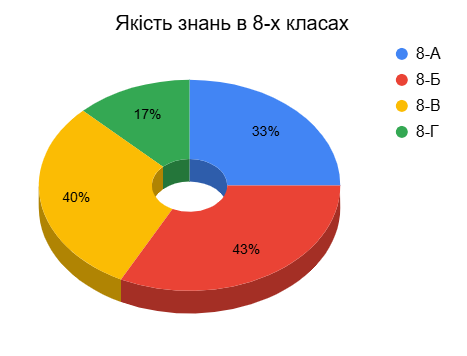 Якість знань в 8-х класах
8-А
8-Б
8-В
8-Г
17%
33%
40%
43%